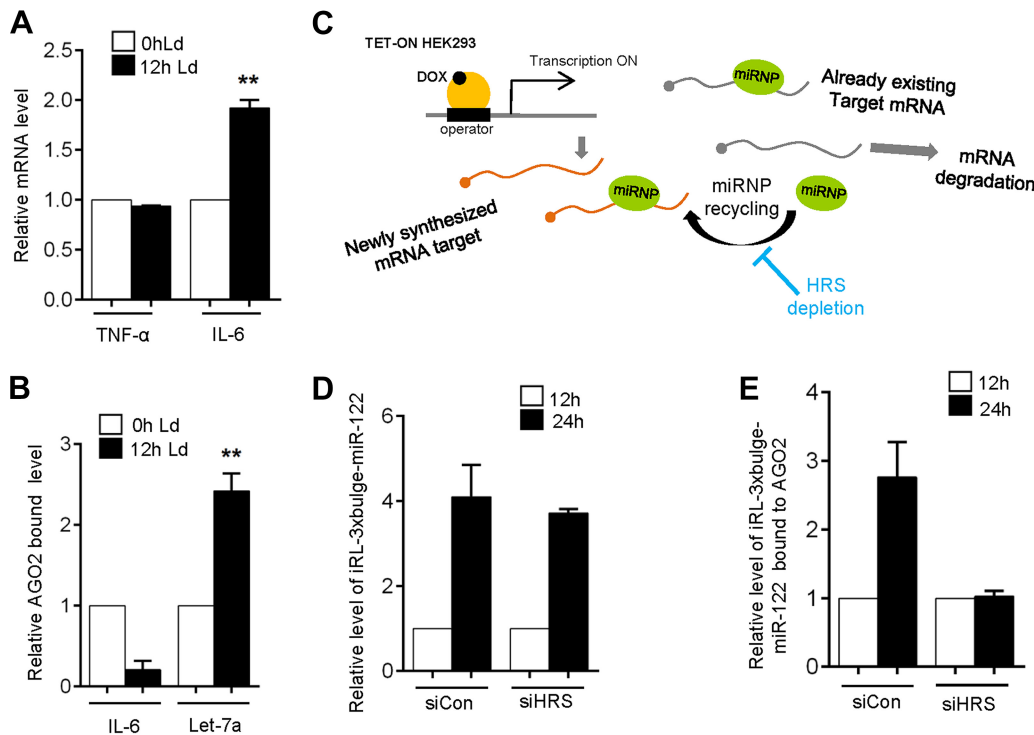 A
0hLd
12h Ld
Relative mRNA level
2.5
2.0
1.5
1.0
0.5
0.0
**
TNF-α
IL-6
B
0h Ld
12h Ld
Relative AGO2 bound level
3
2
1
0
**
IL-6
Let-7a
C
TET-ON HEK293
DOX
Transcription ON
operator
miRNP
Already existing
Target mRNA
mRNA
degradation
miRNP
miRNP
recycling
miRNP
Newly synthesized
mRNA target
HRS
depletion
D
12h
24h
Relative level of iRL-3xbulge-miR-122
6
4
2
0
siCon
siHRS
E
12h
24h
Relative level of iRL-3xbulge-
miR-122 bound to AGO2
4
3
2
1
0
siCon
siHRS